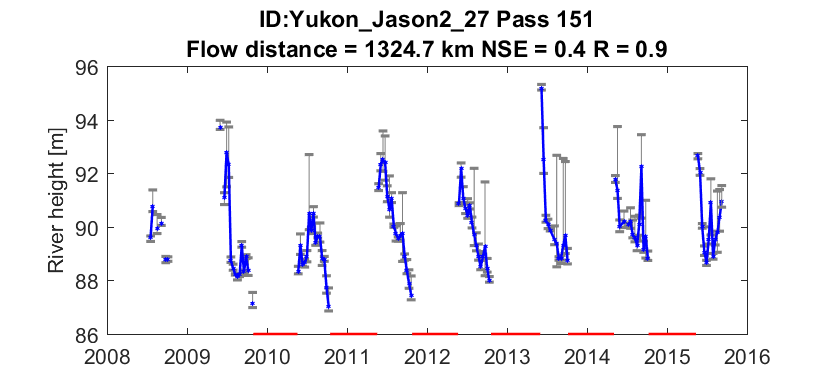 ID:Yukon_Jason2_27 Pass 151
Flow distance = 1324.7 km NSE = 0.4 R = 0.9
96
94
92
90
88
86
River height [m]
2008 2009 2010 2011 2012 2013 2014 2015 2016